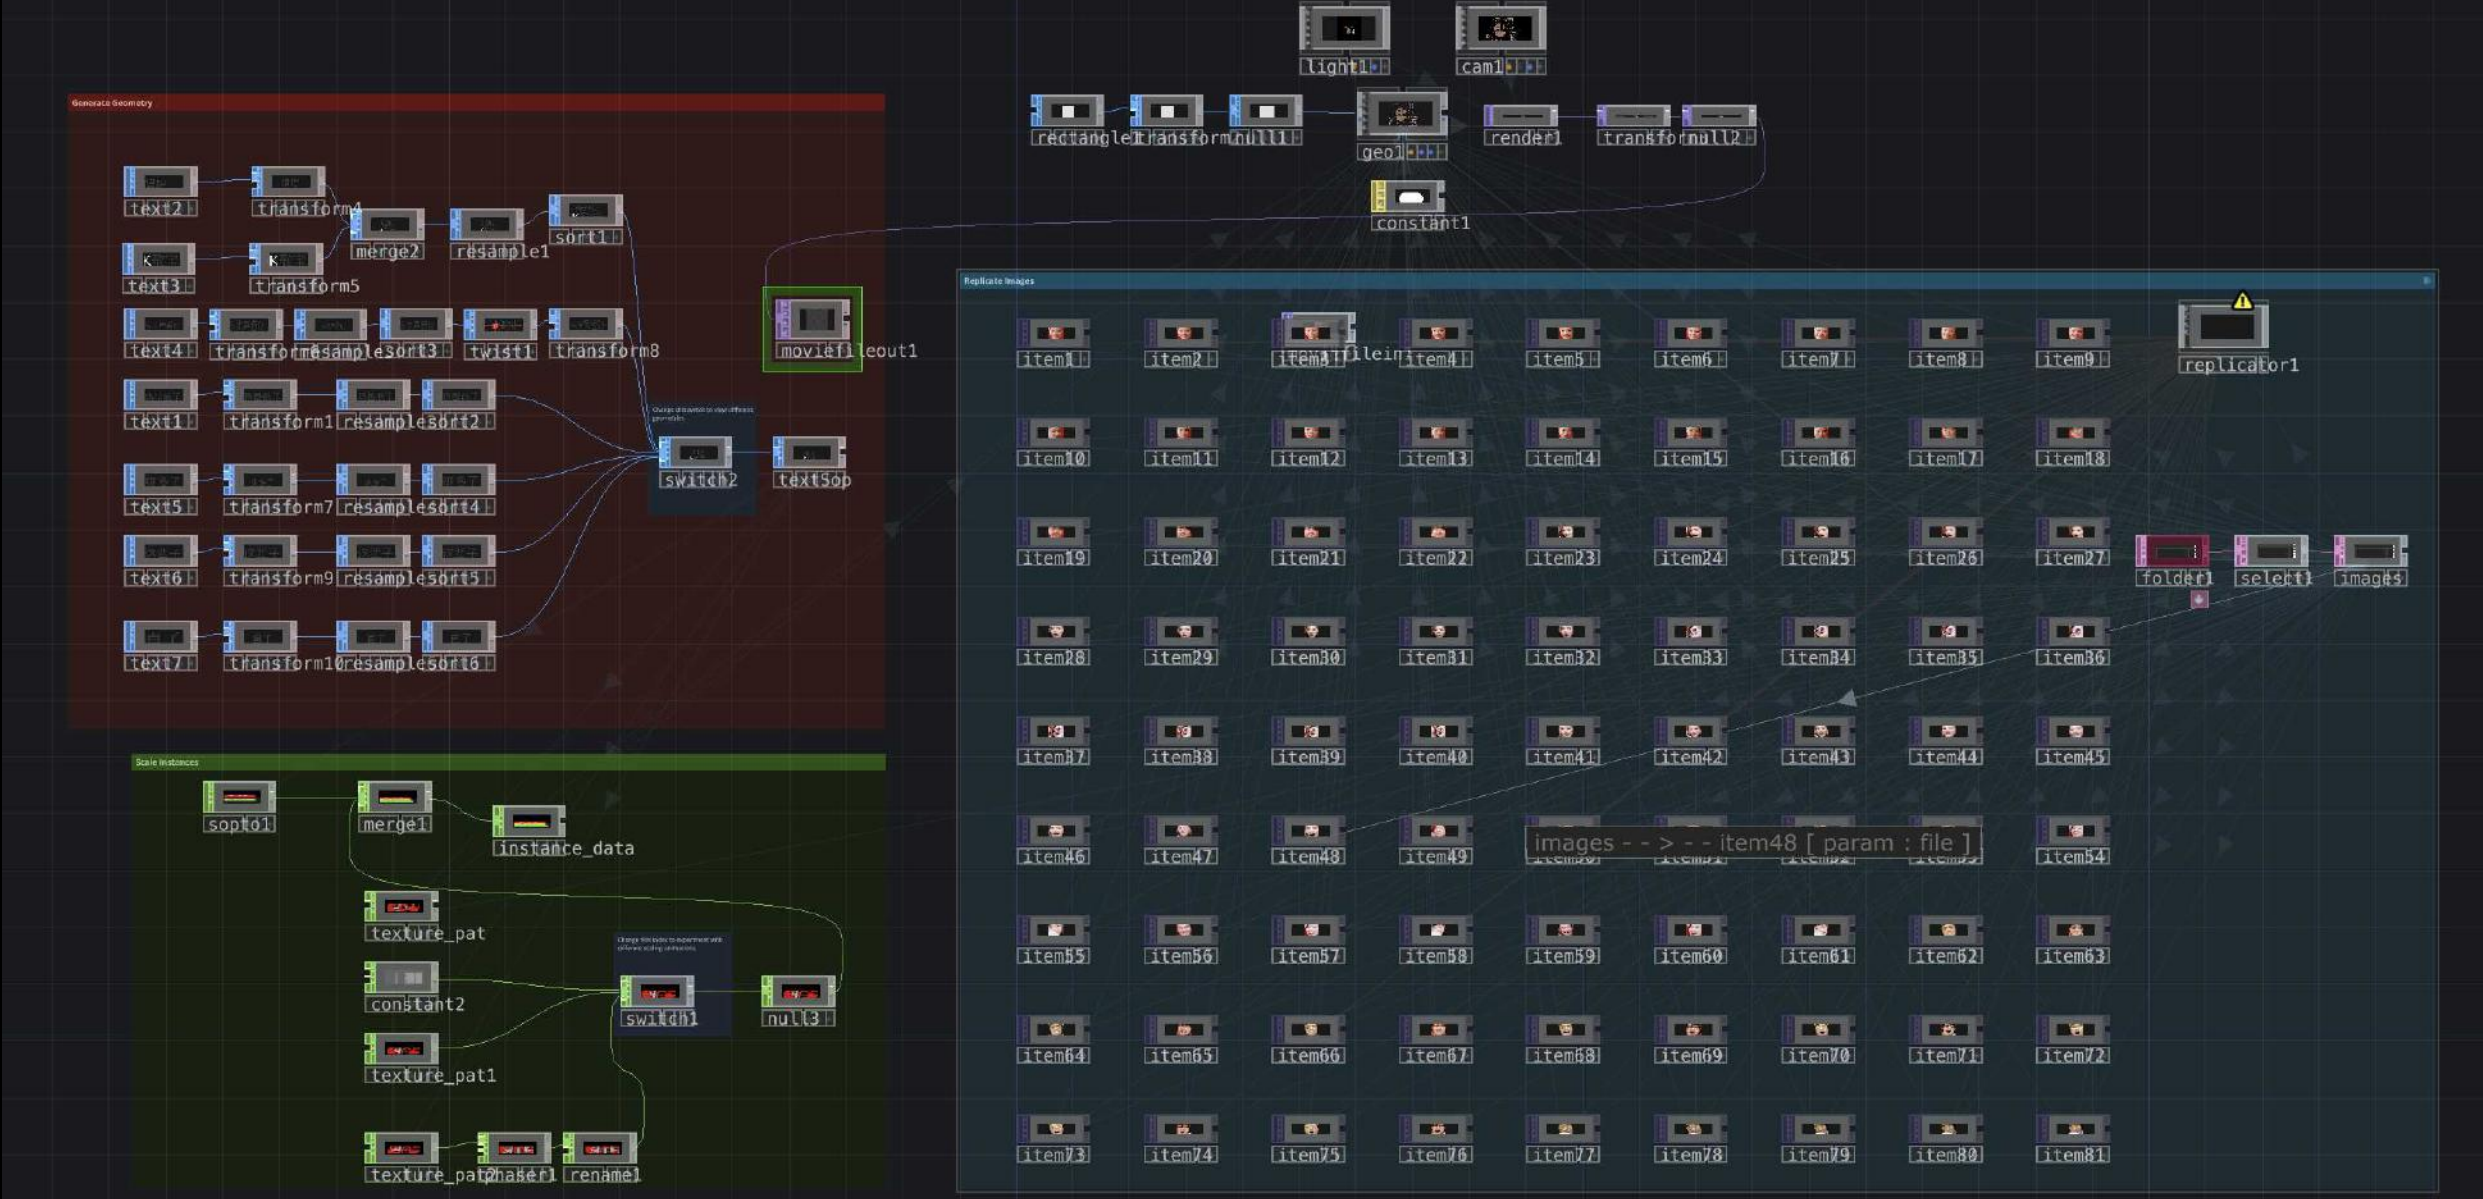 light1
cam1
Generate Geometry
rectangle1
transform
null1
geo1
render1
transfor
null2
constant1
text2
transform4
merge2
resample1
sort1
text3
transform5
text4
sort3
twist1
transform8
moviefileout1
text1
transform1
resample
sort2
switch2
textSop
text5
transform7
resample
sort4
text6
transform9
resample
sort5
text7
transform10
resample
sort6
Scale Instances
sopto1
merge1
instance_data
texture_pat
constant2
switch1
null3
texture_pat1
texture_pat2
phaser1
rename1
Replicate Images
item1
item2
item4
item5
item6
item7
item8
item9
replicator1
item10
item11
item12
item13
item14
item15
item16
item17
item18
item19
item20
item21
item22
item23
item24
item25
item26
item27
folder1
select1
images
item28
item29
item30
item31
item32
item33
item34
item35
item36
item37
item38
item39
item40
item41
item42
item43
item44
item45
item46
item47
item48
item49
images - - > - - item48 [ param : file ]
item54
item55
item56
item57
item58
item59
item60
item61
item62
item63
item64
item65
item66
item67
item68
item69
item70
item71
item72
item73
item74
item75
item76
item77
item78
item79
item80
item81